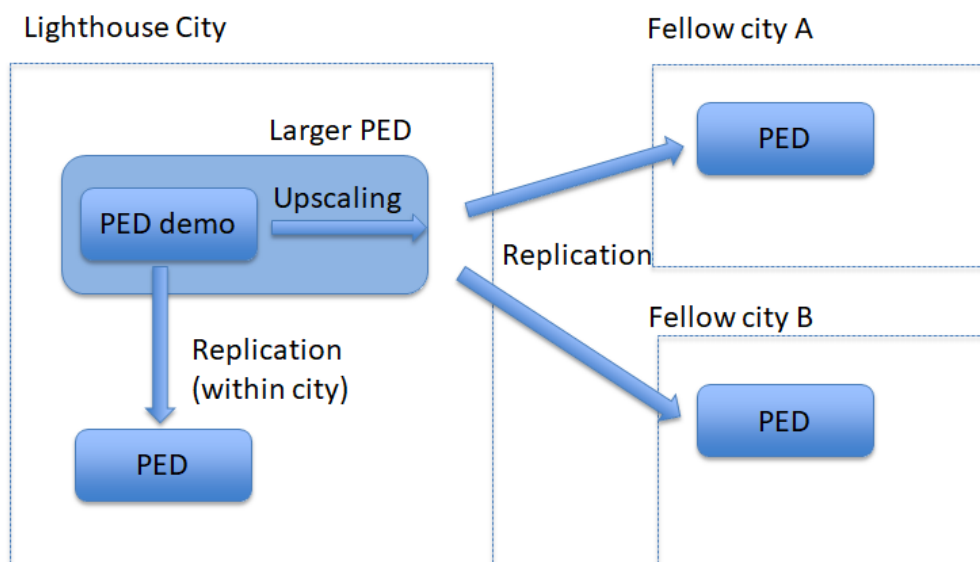 Lighthouse City
Fellow city A
Larger PED
PED
Upscaling
PED demo
Replication
Fellow city B
Replication
(within city)
PED
PED